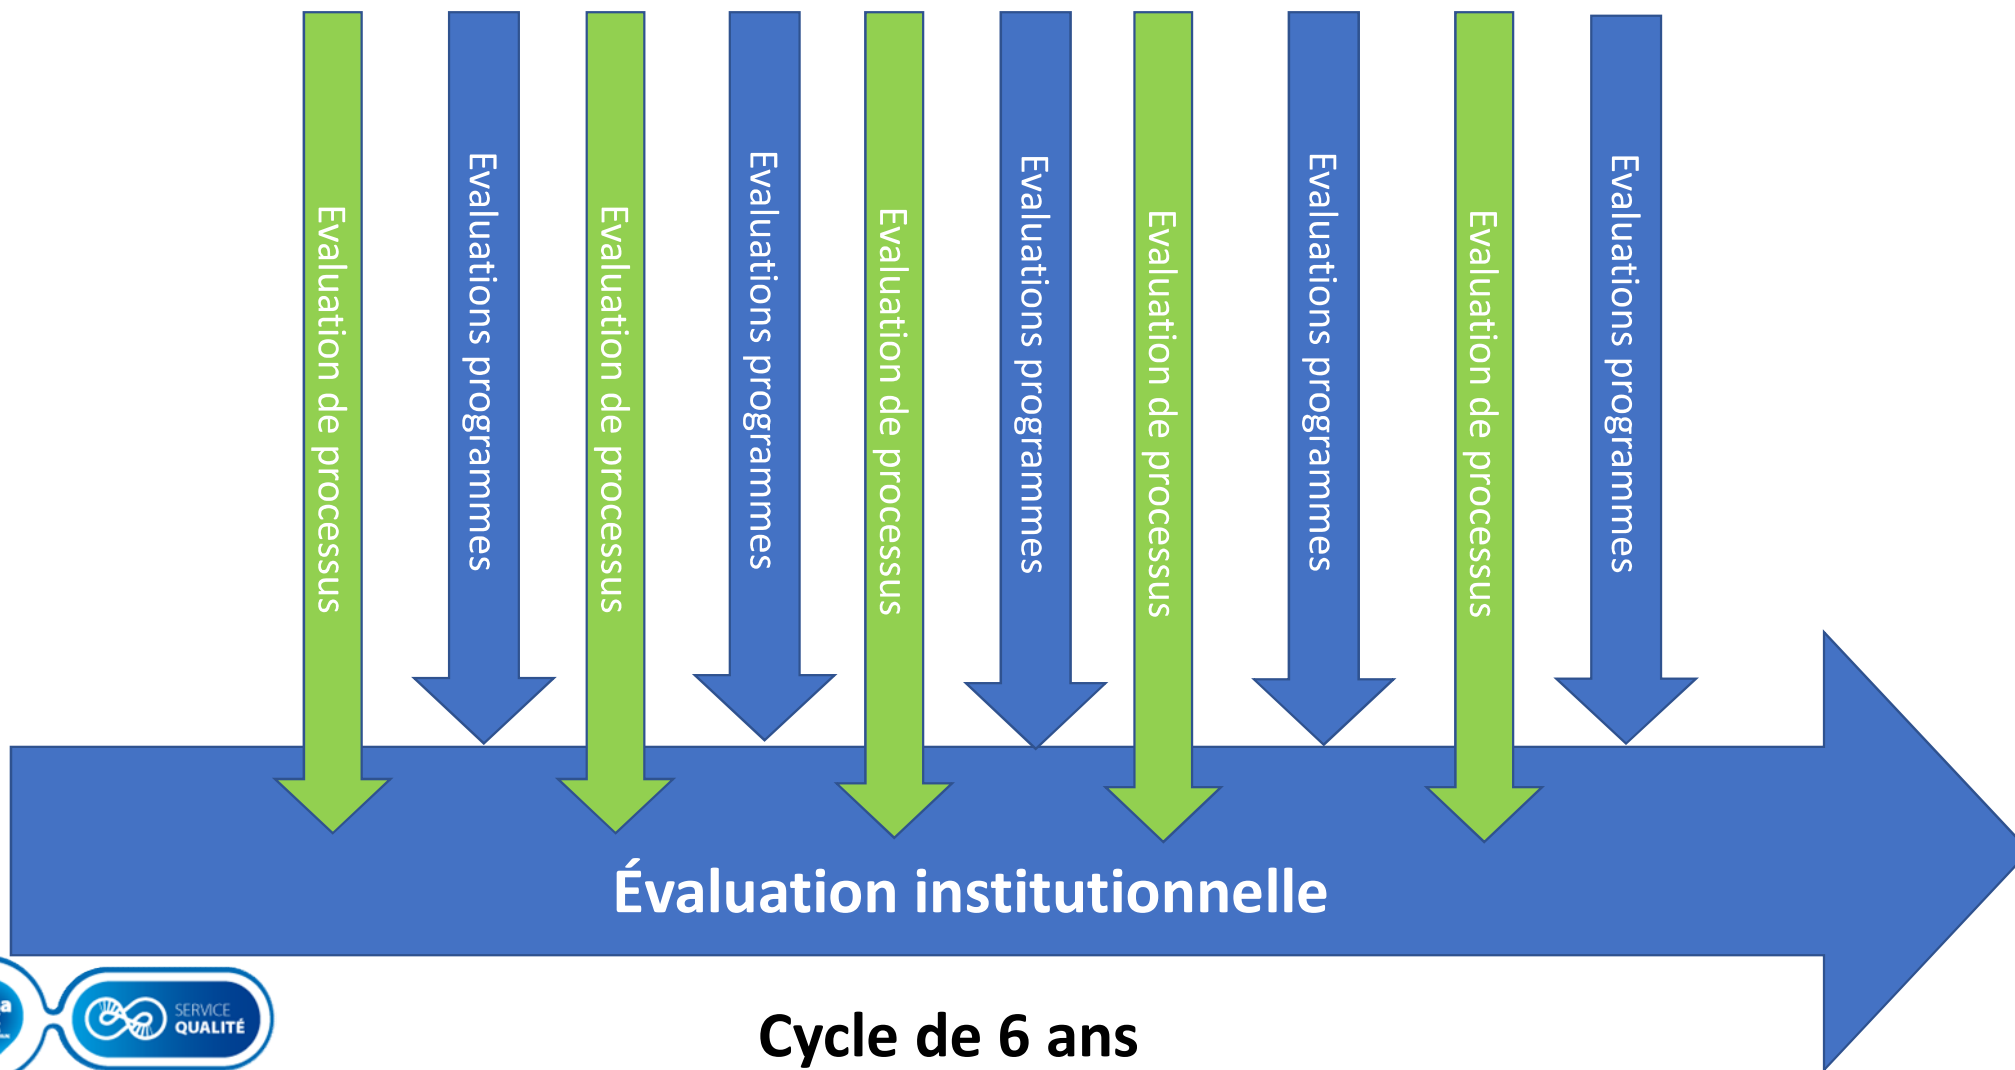 Evaluation de processus
Evaluations programmes
Evaluation de processus
Evaluations programmes
Evaluation de processus
Evaluations programmes
Evaluation de processus
Evaluations programmes
Evaluation de processus
Evaluations programmes
Évaluation institutionnelle
SERVICE
QUALITÉ
Cycle de 6 ans